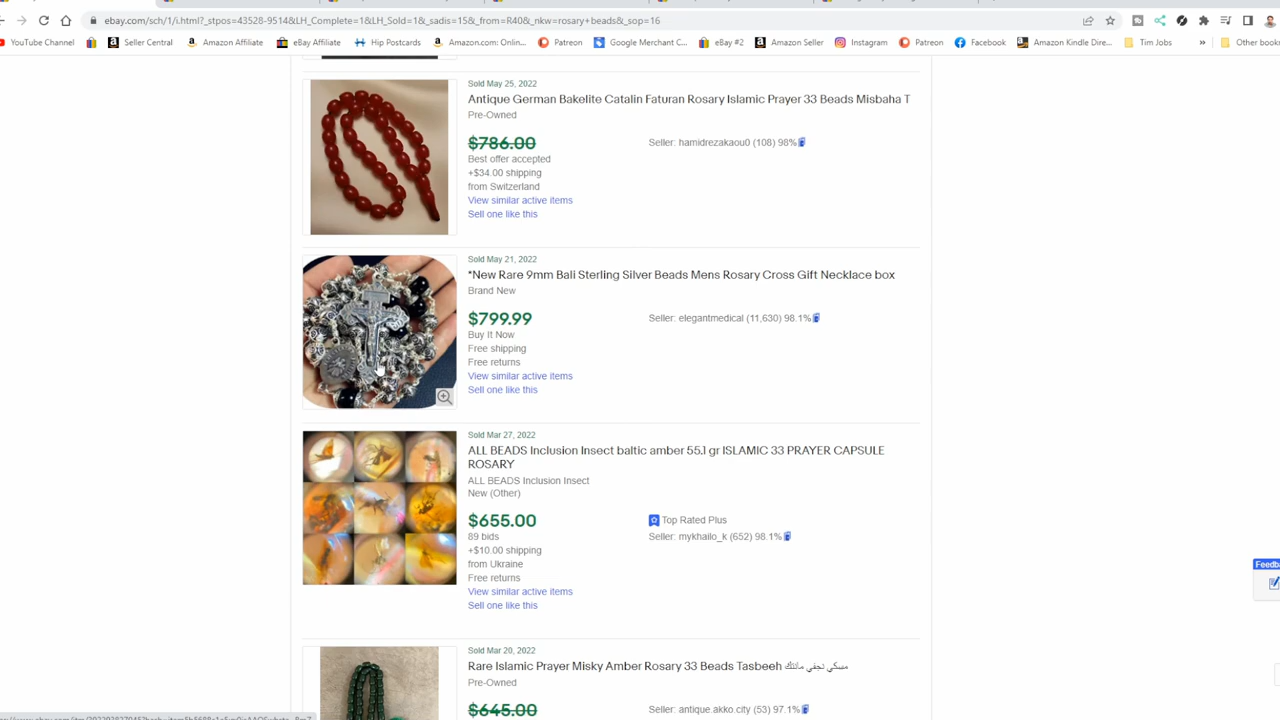 ebay.com/sch/1/i.html?_stpos=43528-9514&LH_Complete=1&LH_Sold=1&_sadis=15&_from=R40&_nkw=rosary+beads&_sop=16
YouTube Channel Seller Central Amazon Affiliate eBay Affiliate Hip Postcards Amazon.com: Onlin... Patreon Google Merchant C... eBay #2 Amazon Seller Instagram Patreon Facebook Amazon Kindle Dire... Tim Jobs » Other book
Sold May 25, 2022
Antique German Bakelite Catalin Faturan Rosary Islamic Prayer 33 Beads Misbaha T
Pre-Owned
$786.00
Seller: hamidrezakaou0 (108) 98%
Best offer accepted
+$34.00 shipping
from Switzerland
View similar active items
Sell one like this
Sold May 21, 2022
*New Rare 9mm Bali Sterling Silver Beads Mens Rosary Cross Gift Necklace box
Brand New
$799.99
Seller: elegantmedical (11,630) 98.1%
Buy It Now
Free shipping
Free returns
View similar active items
Sell one like this
Sold Mar 27, 2022
ALL BEADS Inclusion Insect baltic amber 55.1 gr ISLAMIC 33 PRAYER CAPSULE
ROSARY
ALL BEADS Inclusion Insect
New (Other)
$655.00
Top Rated Plus
89 bids
Seller: mykhailo_k (652) 98.1%
+$10.00 shipping
from Ukraine
Free returns
View similar active items
Sell one like this
Feedba
Sold Mar 20, 2022
Rare Islamic Prayer Misky Amber Rosary 33 Beads Tasbeeh
Pre-Owned
$645.00
Seller: antique.akko.city (53) 97.1%